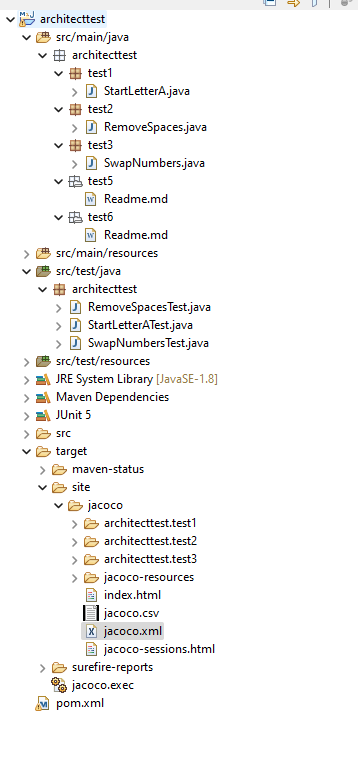 architecttest
src/main/java
architecttest
test1
StartLetterA.java
test2
RemoveSpaces.java
test3
SwapNumbers.java
test5
Readme.md
test6
Readme.md
src/main/resources
src/test/java
architecttest
RemoveSpacesTest.java
StartLetterATest.java
SwapNumbersTest.java
src/test/resources
JRE System Library [JavaSE-1.8]
Maven Dependencies
JUnit 5
src
target
maven-status
site
jacoco
architecttest.test1
architecttest.test2
architecttest.test3
jacoco-resources
index.html
jacoco.csv
jacoco.xml
jacoco-sessions.html
surefire-reports
jacoco.exec
pom.xml